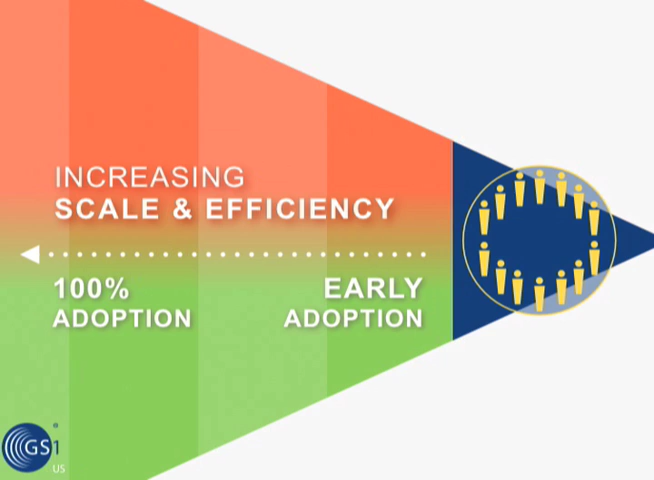 INCREASING
SCALE & EFFICIENCY
100%
ADOPTION
EARLY
ADOPTION
GS1
®
US